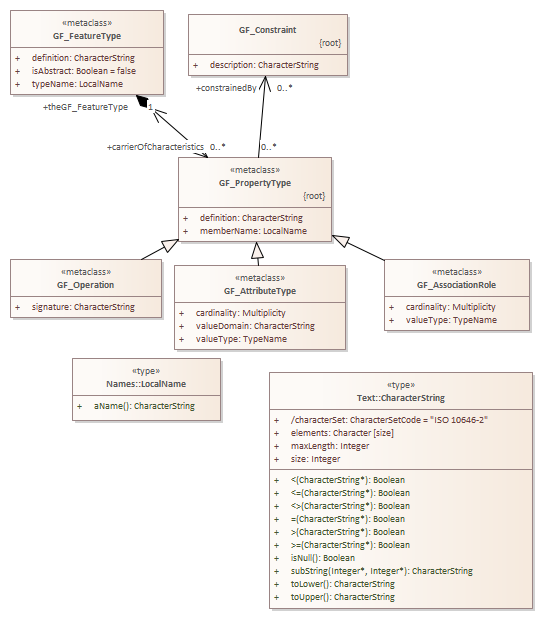 «metaclass»
GF_FeatureType
+ definition: CharacterString
+ isAbstract: Boolean = false
+ typeName: LocalName
GF_Constraint
{root}
+ description: CharacterString
+constrainedBy 0..*
+theGF_FeatureType 1
+carrierOfCharacteristics 0..*
0..*
«metaclass»
GF_PropertyType
{root}
+ definition: CharacterString
+ memberName: LocalName
«metaclass»
GF_Operation
+ signature: CharacterString
«metaclass»
GF_AttributeType
+ cardinality: Multiplicity
+ valueDomain: CharacterString
+ valueType: TypeName
«metaclass»
GF_AssociationRole
+ cardinality: Multiplicity
+ valueType: TypeName
«type»
Names::LocalName
+ aName(): CharacterString
«type»
Text::CharacterString
+ /characterSet: CharacterSetCode = "ISO 10646-2"
+ elements: Character [size]
+ maxLength: Integer
+ size: Integer
+ <(CharacterString*): Boolean
+ <=(CharacterString*): Boolean
+ <>(CharacterString*): Boolean
+ =(CharacterString*): Boolean
+ >(CharacterString*): Boolean
+ >=(CharacterString*): Boolean
+ isNull(): Boolean
+ subString(Integer*, Integer*): CharacterString
+ toLower(): CharacterString
+ toUpper(): CharacterString